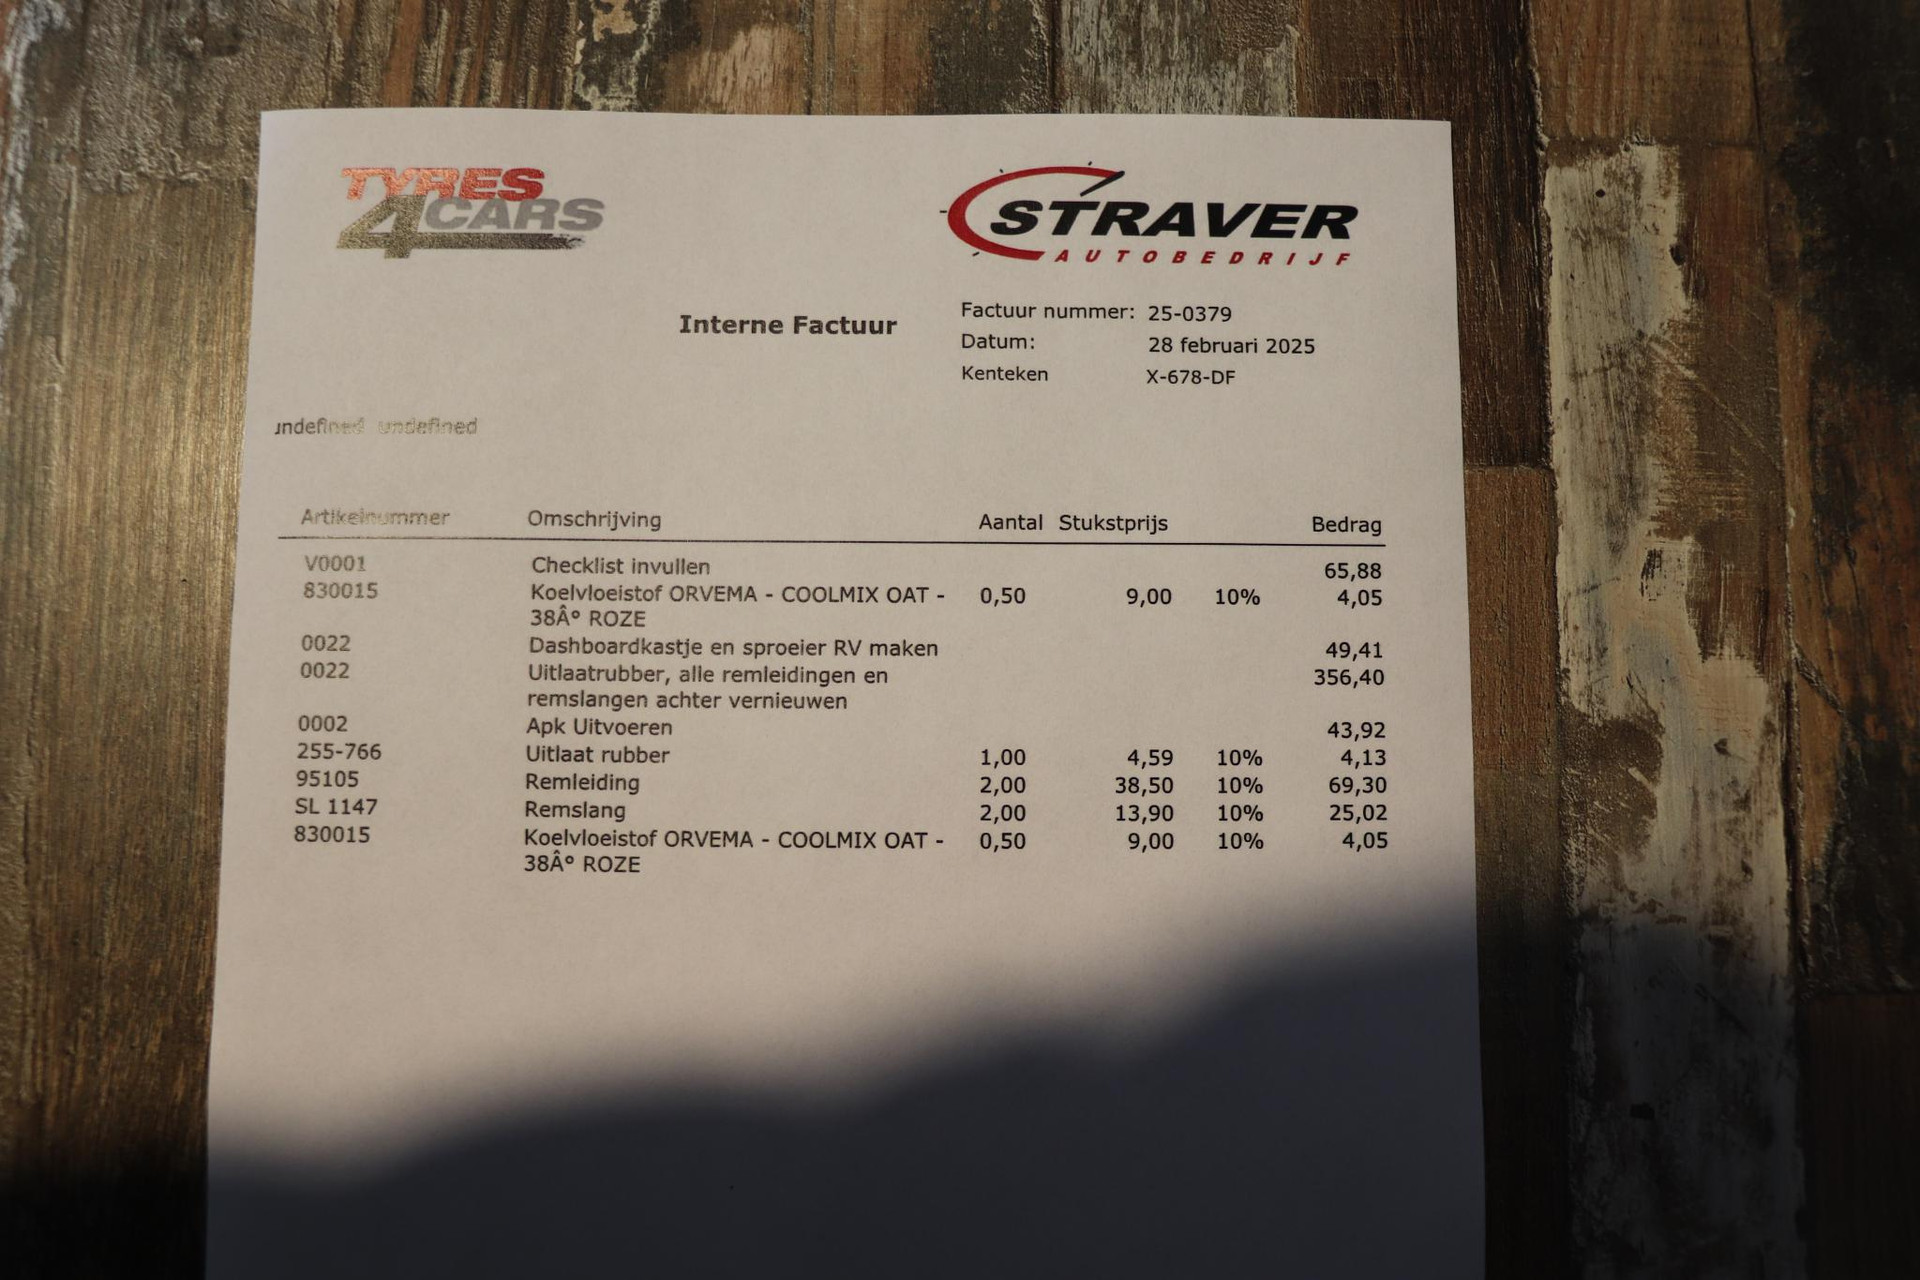 TYRES
4CARS
STRAVER
AUTOBEDRIJF
Interne Factuur
Factuur nummer: 25-0379
Datum: 28 februari 2025
Kenteken X-678-DF
undefined undefined
Artikelnummer Omschrijving Aantal Stukstprijs Bedrag
V0001 Checklist invullen 65,88
830015 Koelvloeistof ORVEMA - COOLMIX OAT - 0,50 9,00 10% 4,05
38Âº ROZE
0022 Dashboardkastje en sproeier RV maken 49,41
0022 Uitlaatrubber, alle remleidingen en 356,40
remslangen achter vernieuwen
0002 Apk Uitvoeren 43,92
255-766 Uitlaat rubber 1,00 4,59 10% 4,13
95105 Remleiding 2,00 38,50 10% 69,30
SL 1147 Remslang 2,00 13,90 10% 25,02
830015 Koelvloeistof ORVEMA - COOLMIX OAT - 0,50 9,00 10% 4,05
38Âº ROZE